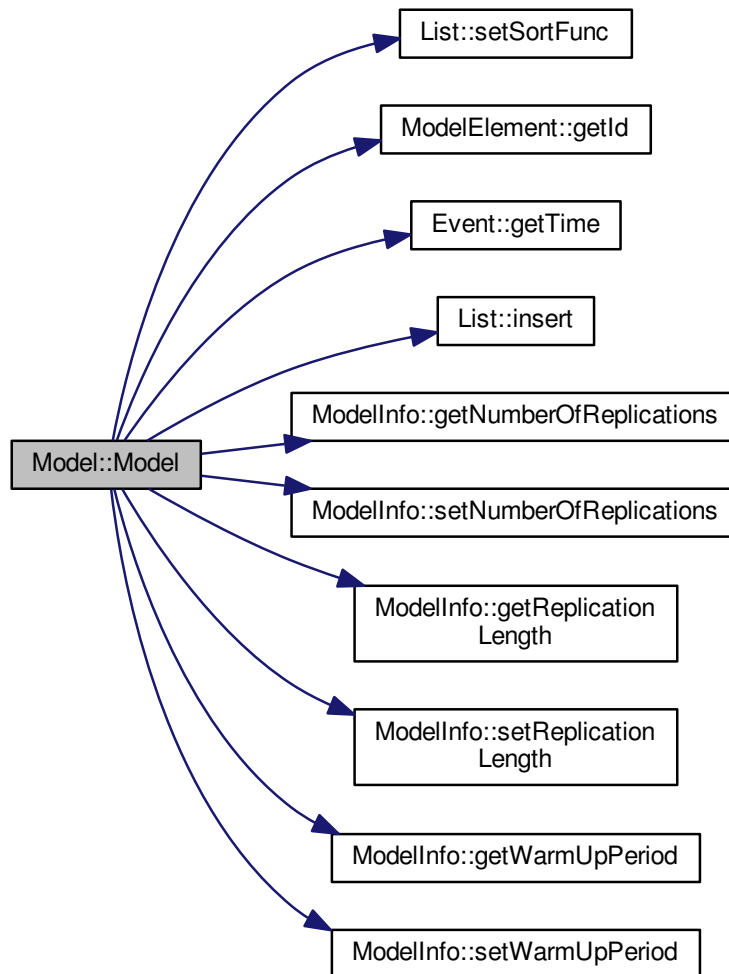 List::setSortFunc
ModelElement::getId
Event::getTime
List::insert
ModelInfo::getNumberOfReplications
Model::Model
ModelInfo::setNumberOfReplications
ModelInfo::getReplication
Length
ModelInfo::setReplication
Length
ModelInfo::getWarmUpPeriod
ModelInfo::setWarmUpPeriod